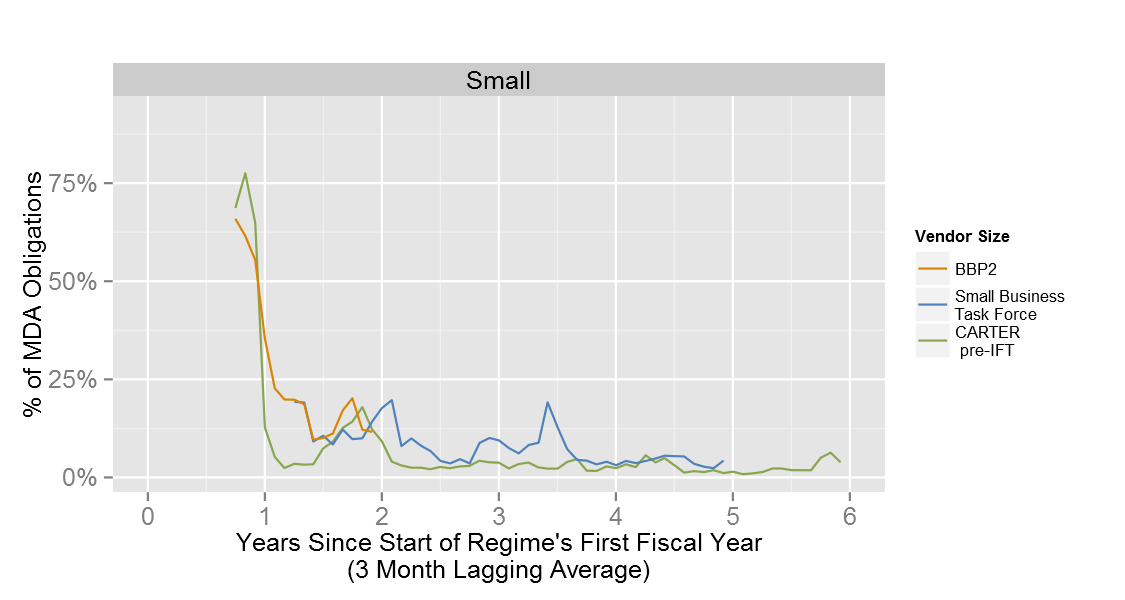 Small
% of MDA Obligations
75%
50%
25%
0%
0 1 2 3 4 5 6
Years Since Start of Regime's First Fiscal Year
(3 Month Lagging Average)
Vendor Size
BBP2
Small Business
Task Force
CARTER
pre-IFT